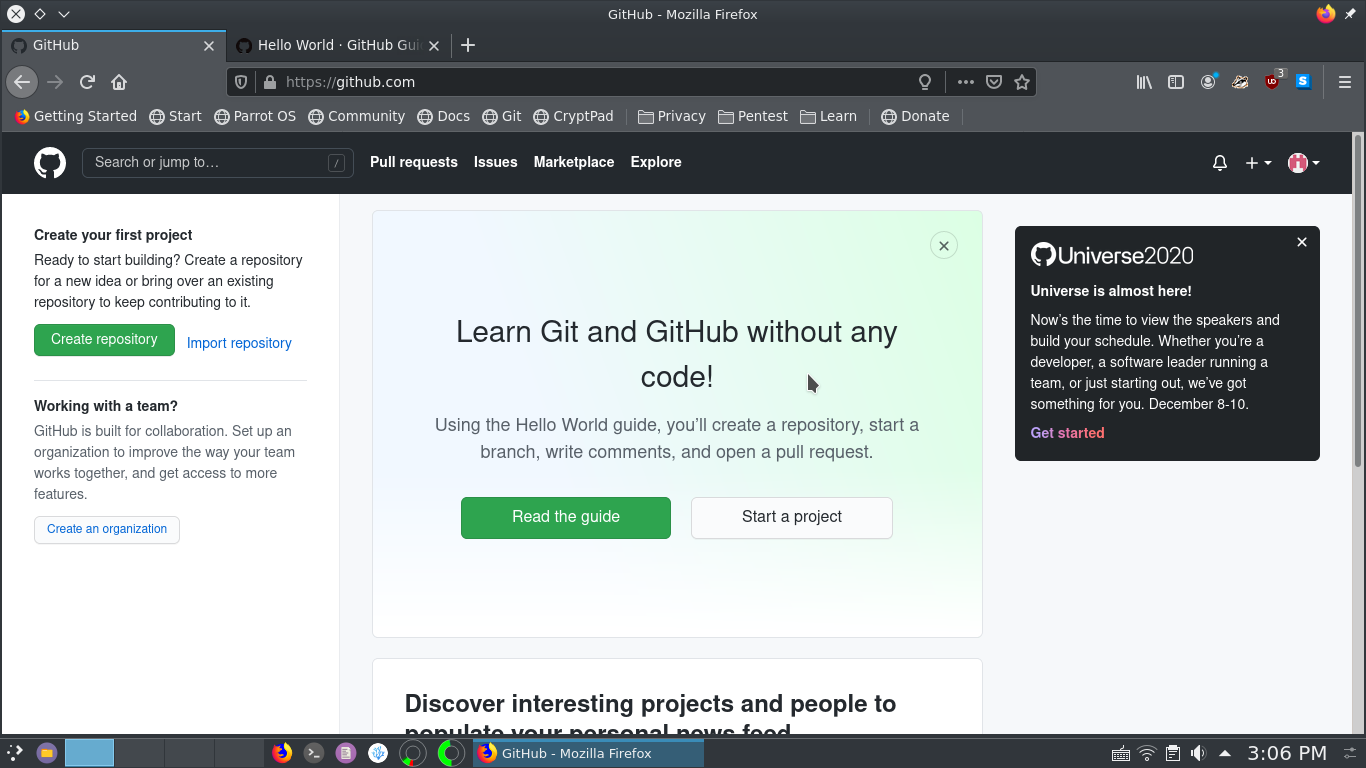 GitHub - Mozilla Firefox
GitHub
Hello World · GitHub Gui
https://github.com
3
UD
S
Getting Started
Start
Parrot OS
Community
Docs
Git
CryptPad
Privacy
Pentest
Learn
Donate
Search or jump to…
/
Pull requests
Issues
Marketplace
Explore
Create your first project
Ready to start building? Create a repository
for a new idea or bring over an existing
repository to keep contributing to it.
Create repository
Import repository
Working with a team?
GitHub is built for collaboration. Set up an
organization to improve the way your team
works together, and get access to more
features.
Create an organization
Learn Git and GitHub without any
code!
Using the Hello World guide, you’ll create a repository, start a
branch, write comments, and open a pull request.
Read the guide
Start a project
Universe2020
Universe is almost here!
Now’s the time to view the speakers and
build your schedule. Whether you’re a
developer, a software leader running a
team, or just starting out, we’ve got
something for you. December 8-10.
Get started
Discover interesting projects and people to
populate your personal news feed
GitHub - Mozilla Firefox
3:06 PM